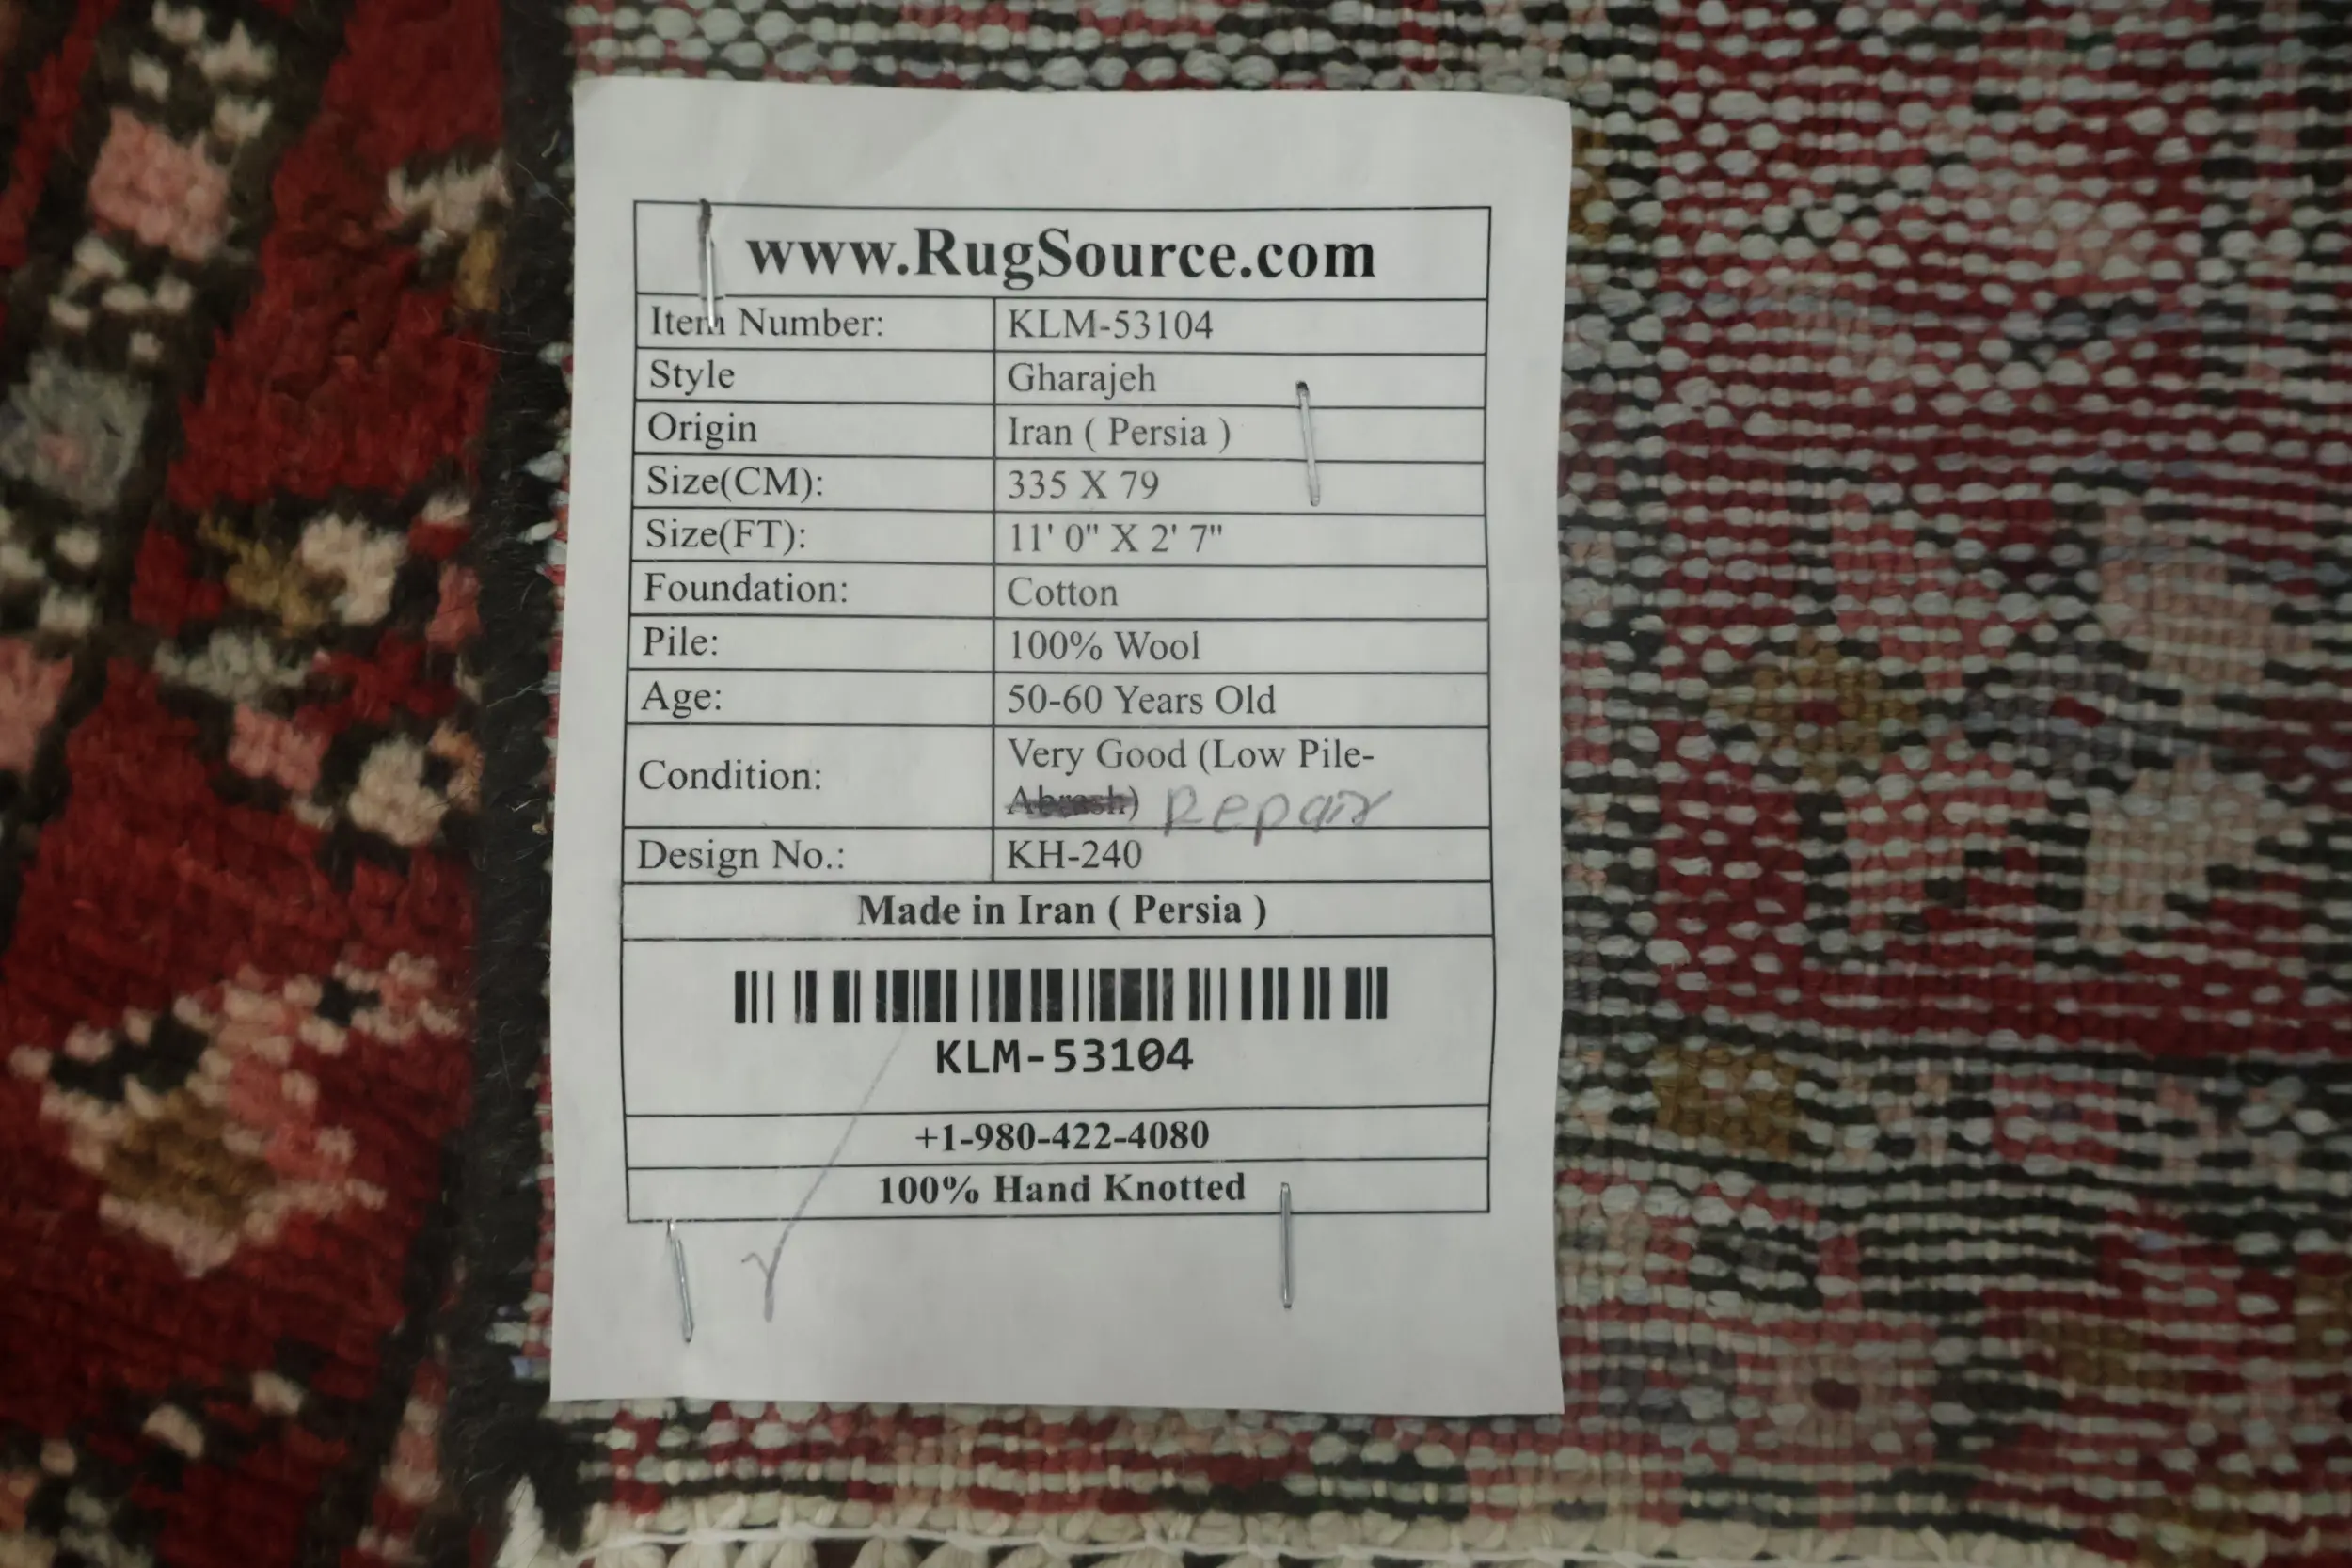 www.RugSource.com
Item Number: KLM-53104
Style Gharajeh
Origin Iran ( Persia )
Size(CM): 335 X 79
Size(FT): 11' 0" X 2' 7"
Foundation: Cotton
Pile: 100% Wool
Age: 50-60 Years Old
Condition: Very Good (Low Pile-
Abrash) Repair
Design No.: KH-240
Made in Iran ( Persia )
KLM-53104
+1-980-422-4080
100% Hand Knotted